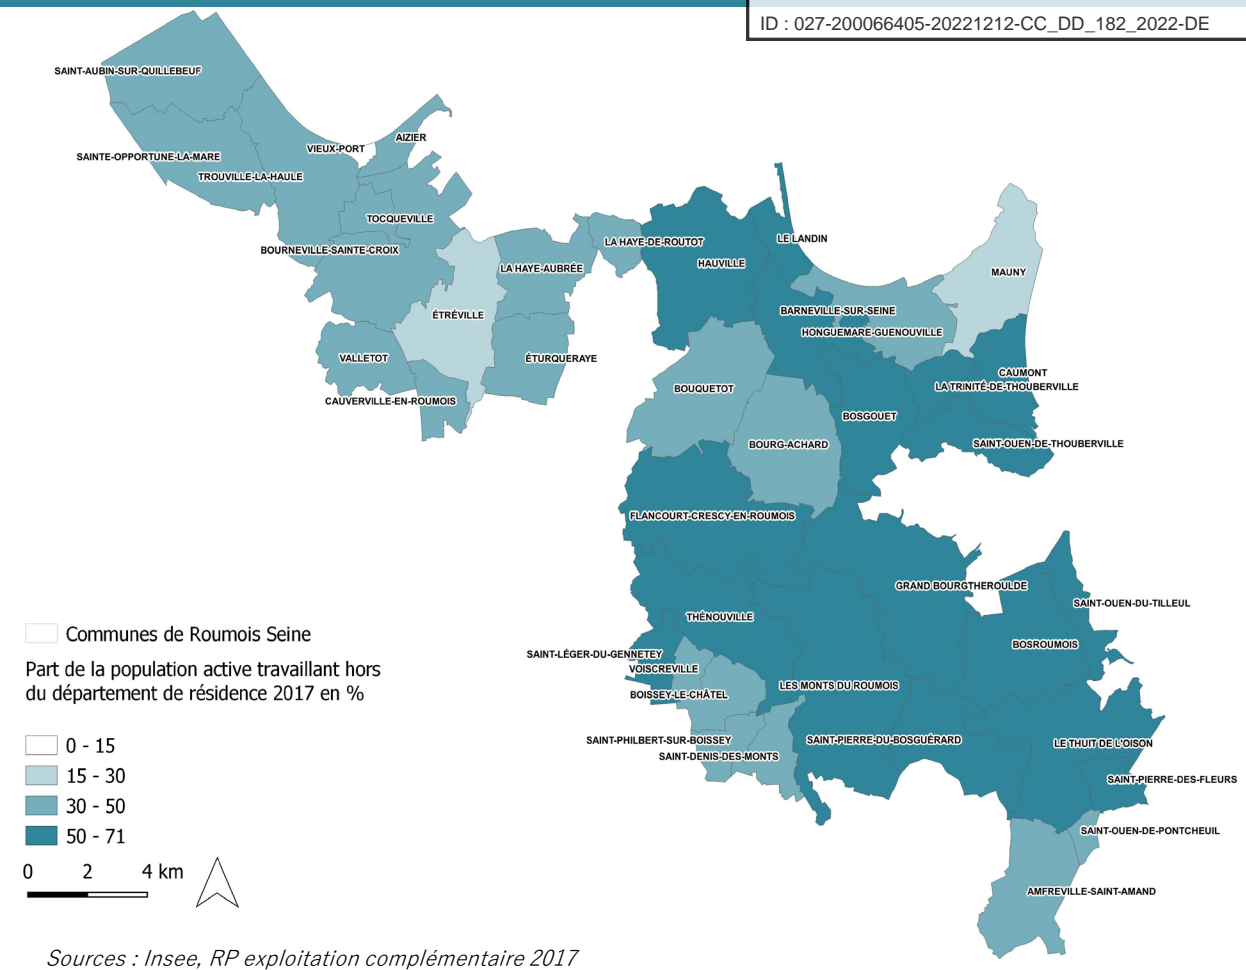 ID : 027-200066405-20221212-CC_DD_182_2022-DE
SAINT-AUBIN-SUR-QUILLEBEUF
AIZIER
VIEUX-PORT
SAINTE-OPPORTUNE-LA-MARE
TROUVILLE-LA-HAULE
TOCQUEVILLE
BOURNEVILLE-SAINTE-CROIX
LA HAYE-DE-ROUTOT
LE LANDIN
HAUVILLE
LA HAYE-AUBRÉE
MAUNY
ÉTRÉVILLE
BARNEVILLE-SUR-SEINE
HONGUEMARE-GUENOUVILLE
VALLETOT
ÉTURQUERAYE
CAUMONT
LA TRINITÉ-DE-THOUBERVILLE
BOUQUETOT
CAUVERVILLE-EN-ROUMOIS
BOSGOUET
BOURG-ACHARD
SAINT-OUEN-DE-THOUBERVILLE
FLANCOURT-CRESCY-EN-ROUMOIS
GRAND BOURGTHEROULDE
SAINT-OUEN-DU-TILLEUL
THÉNOUVILLE
BOSROUMOIS
SAINT-LÉGER-DU-GENNETEY
VOISCREVILLE
LES MONTS DU ROUMOIS
BOISSEY-LE-CHÂTEL
SAINT-PHILBERT-SUR-BOISSEY
SAINT-PIERRE-DU-BOSGUÉRARD
LE THUIT DE L'OISON
SAINT-DENIS-DES-MONTS
SAINT-PIERRE-DES-FLEURS
SAINT-OUEN-DE-PONTCHEUIL
AMFREVILLE-SAINT-AMAND
Communes de Roumois Seine
Part de la population active travaillant hors
du département de résidence 2017 en %
0 - 15
15 - 30
30 - 50
50 - 71
0 2 4 km
Sources : Insee, RP exploitation complémentaire 2017